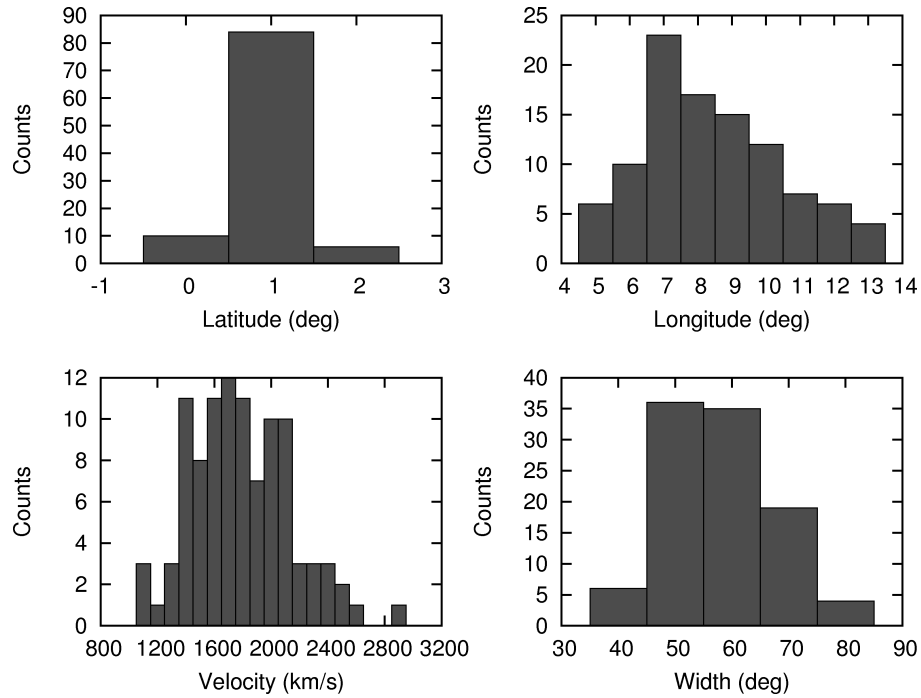 90
80
70
60
50
40
30
20
10
0
Counts
-1 0 1 2 3
Latitude (deg)
25
20
15
10
5
0
Counts
4 5 6 7 8 9 10 11 12 13 14
Longitude (deg)
12
10
8
6
4
2
0
Counts
800 1200 1600 2000 2400 2800 3200
Velocity (km/s)
40
35
30
25
20
15
10
5
0
Counts
30 40 50 60 70 80 90
Width (deg)